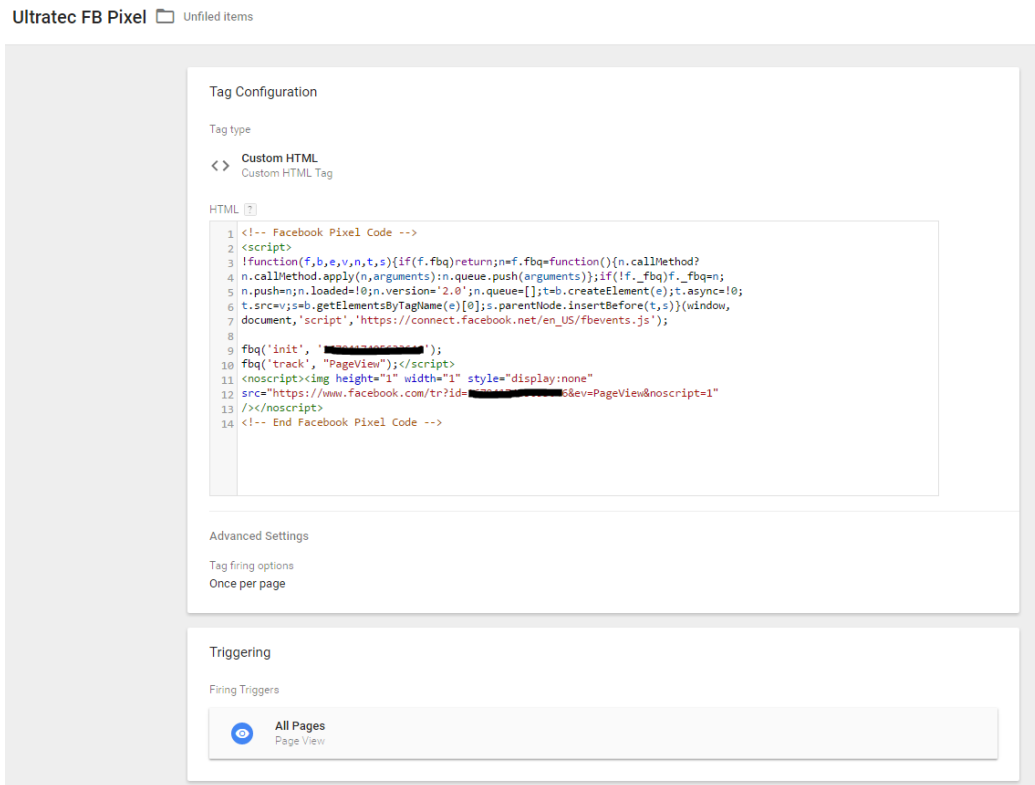 Ultratec FB Pixel Unfiled items
Tag Configuration
Tag type
Custom HTML
Custom HTML Tag
HTML ?
1 <!-- Facebook Pixel Code -->
2 <script>
3 !function(f,b,e,v,n,t,s){if(f.fbq)return;n=f.fbq=function(){n.callMethod?
4 n.callMethod.apply(n,arguments):n.queue.push(arguments)};if(!f._fbq)f._fbq=n;
5 n.push=n;n.loaded=!0;n.version='2.0';n.queue=[];t=b.createElement(e);t.async=!0;
6 t.src=v;s=b.getElementsByTagName(e)[0];s.parentNode.insertBefore(t,s)}(window,
7 document,'script','https://connect.facebook.net/en_US/fbevents.js');
8
9 fbq('init', '');
10 fbq('track', "PageView");</script>
11 <noscript><img height="1" width="1" style="display:none"
12 src="https://www.facebook.com/tr?id=6&ev=PageView&noscript=1"
13 /></noscript>
14 <!-- End Facebook Pixel Code -->
Advanced Settings
Tag firing options
Once per page
Triggering
Firing Triggers
All Pages
Page View